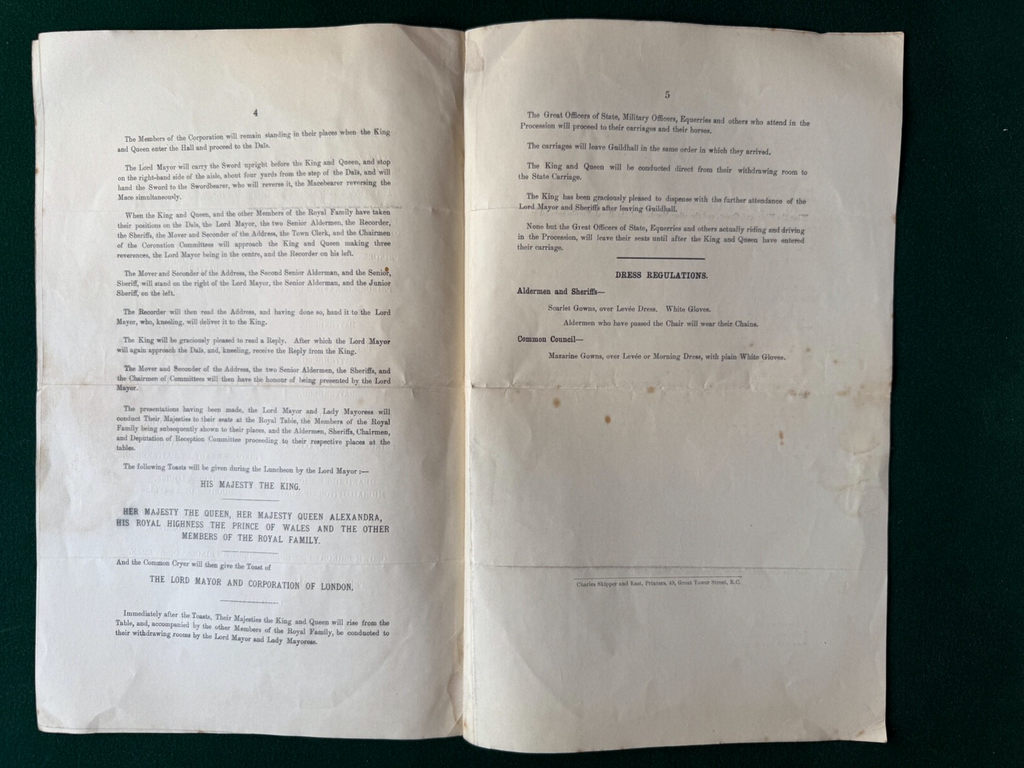 4
The Members of the Corporation will remain standing in their places when the King
and Queen enter the Hall and proceed to the Daïs.
The Lord Mayor will carry the Sword upright before the King and Queen, and stop
on the right-hand side of the aisle, about four yards from the step of the Daïs, and will
hand the Sword to the Swordbearer, who will reverse it, the Macebearer reversing the
Mace simultaneously.
When the King and Queen, and the other Members of the Royal Family have taken
their positions on the Daïs, the Lord Mayor, the two Senior Aldermen, the Recorder,
the Sheriffs, the Mover and Seconder of the Address, the Town Clerk, and the Chairmen
of the Coronation Committees will approach the King and Queen making three
reverences, the Lord Mayor being in the centre, and the Recorder on his left.
The Mover and Seconder of the Address, the Second Senior Alderman, and the Senior
Sheriff, will stand on the right of the Lord Mayor, the Senior Alderman, and the Junior
Sheriff, on the left.
The Recorder will then read the Address, and having done so, hand it to the Lord
Mayor, who, kneeling, will deliver it to the King.
The King will be graciously pleased to read a Reply. After which the Lord Mayor
will again approach the Daïs, and, kneeling, receive the Reply from the King.
The Mover and Seconder of the Address, the two Senior Aldermen, the Sheriffs, and
the Chairmen of Committees will then have the honour of being presented by the Lord
Mayor.
The presentations having been made, the Lord Mayor and Lady Mayoress will
conduct Their Majesties to their seats at the Royal Table, the Members of the Royal
Family being subsequently shown to their places, and the Aldermen, Sheriffs, Chairmen,
and Deputation of Reception Committee proceeding to their respective places at the
tables.
The following Toasts will be given during the Luncheon by the Lord Mayor :—
HIS MAJESTY THE KING.
HER MAJESTY THE QUEEN, HER MAJESTY QUEEN ALEXANDRA,
HIS ROYAL HIGHNESS THE PRINCE OF WALES AND THE OTHER
MEMBERS OF THE ROYAL FAMILY.
And the Common Cryer will then give the Toast of
THE LORD MAYOR AND CORPORATION OF LONDON.
Immediately after the Toasts, Their Majesties the King and Queen will rise from the
Table, and, accompanied by the other Members of the Royal Family, be conducted to
their withdrawing rooms by the Lord Mayor and Lady Mayoress.
5
The Great Officers of State, Military Officers, Equerries and others who attend in the
Procession will proceed to their carriages and their horses.
The carriages will leave Guildhall in the same order in which they arrived.
The King and Queen will be conducted direct from their withdrawing room to
the State Carriage.
The King has been graciously pleased to dispense with the further attendance of the
Lord Mayor and Sheriffs after leaving Guildhall.
None but the Great Officers of State, Equerries and others actually riding and driving
in the Procession, will leave their seats until after the King and Queen have entered
their carriage.
DRESS REGULATIONS.
Aldermen and Sheriffs—
Scarlet Gowns, over Levée Dress. White Gloves.
Aldermen who have passed the Chair will wear their Chains.
Common Council—
Mazarine Gowns, over Levée or Morning Dress, with plain White Gloves.
Charles Skipper and East, Printers, 49, Great Tower Street, E.C.